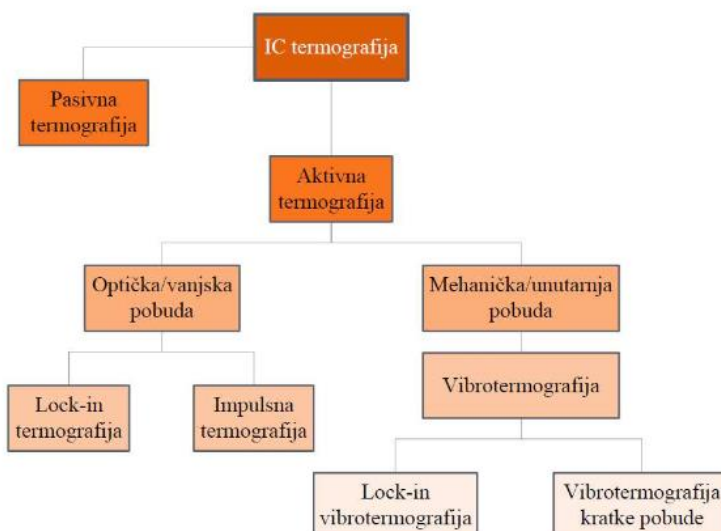 IC termografija
Pasivna
termografija
Aktivna
termografija
Optička/vanjska
pobuda
Mehanička/unutarnja
pobuda
Lock-in
termografija
Impulsna
termografija
Vibrotermografija
Lock-in
vibrotermografija
Vibrotermografija
kratke pobude